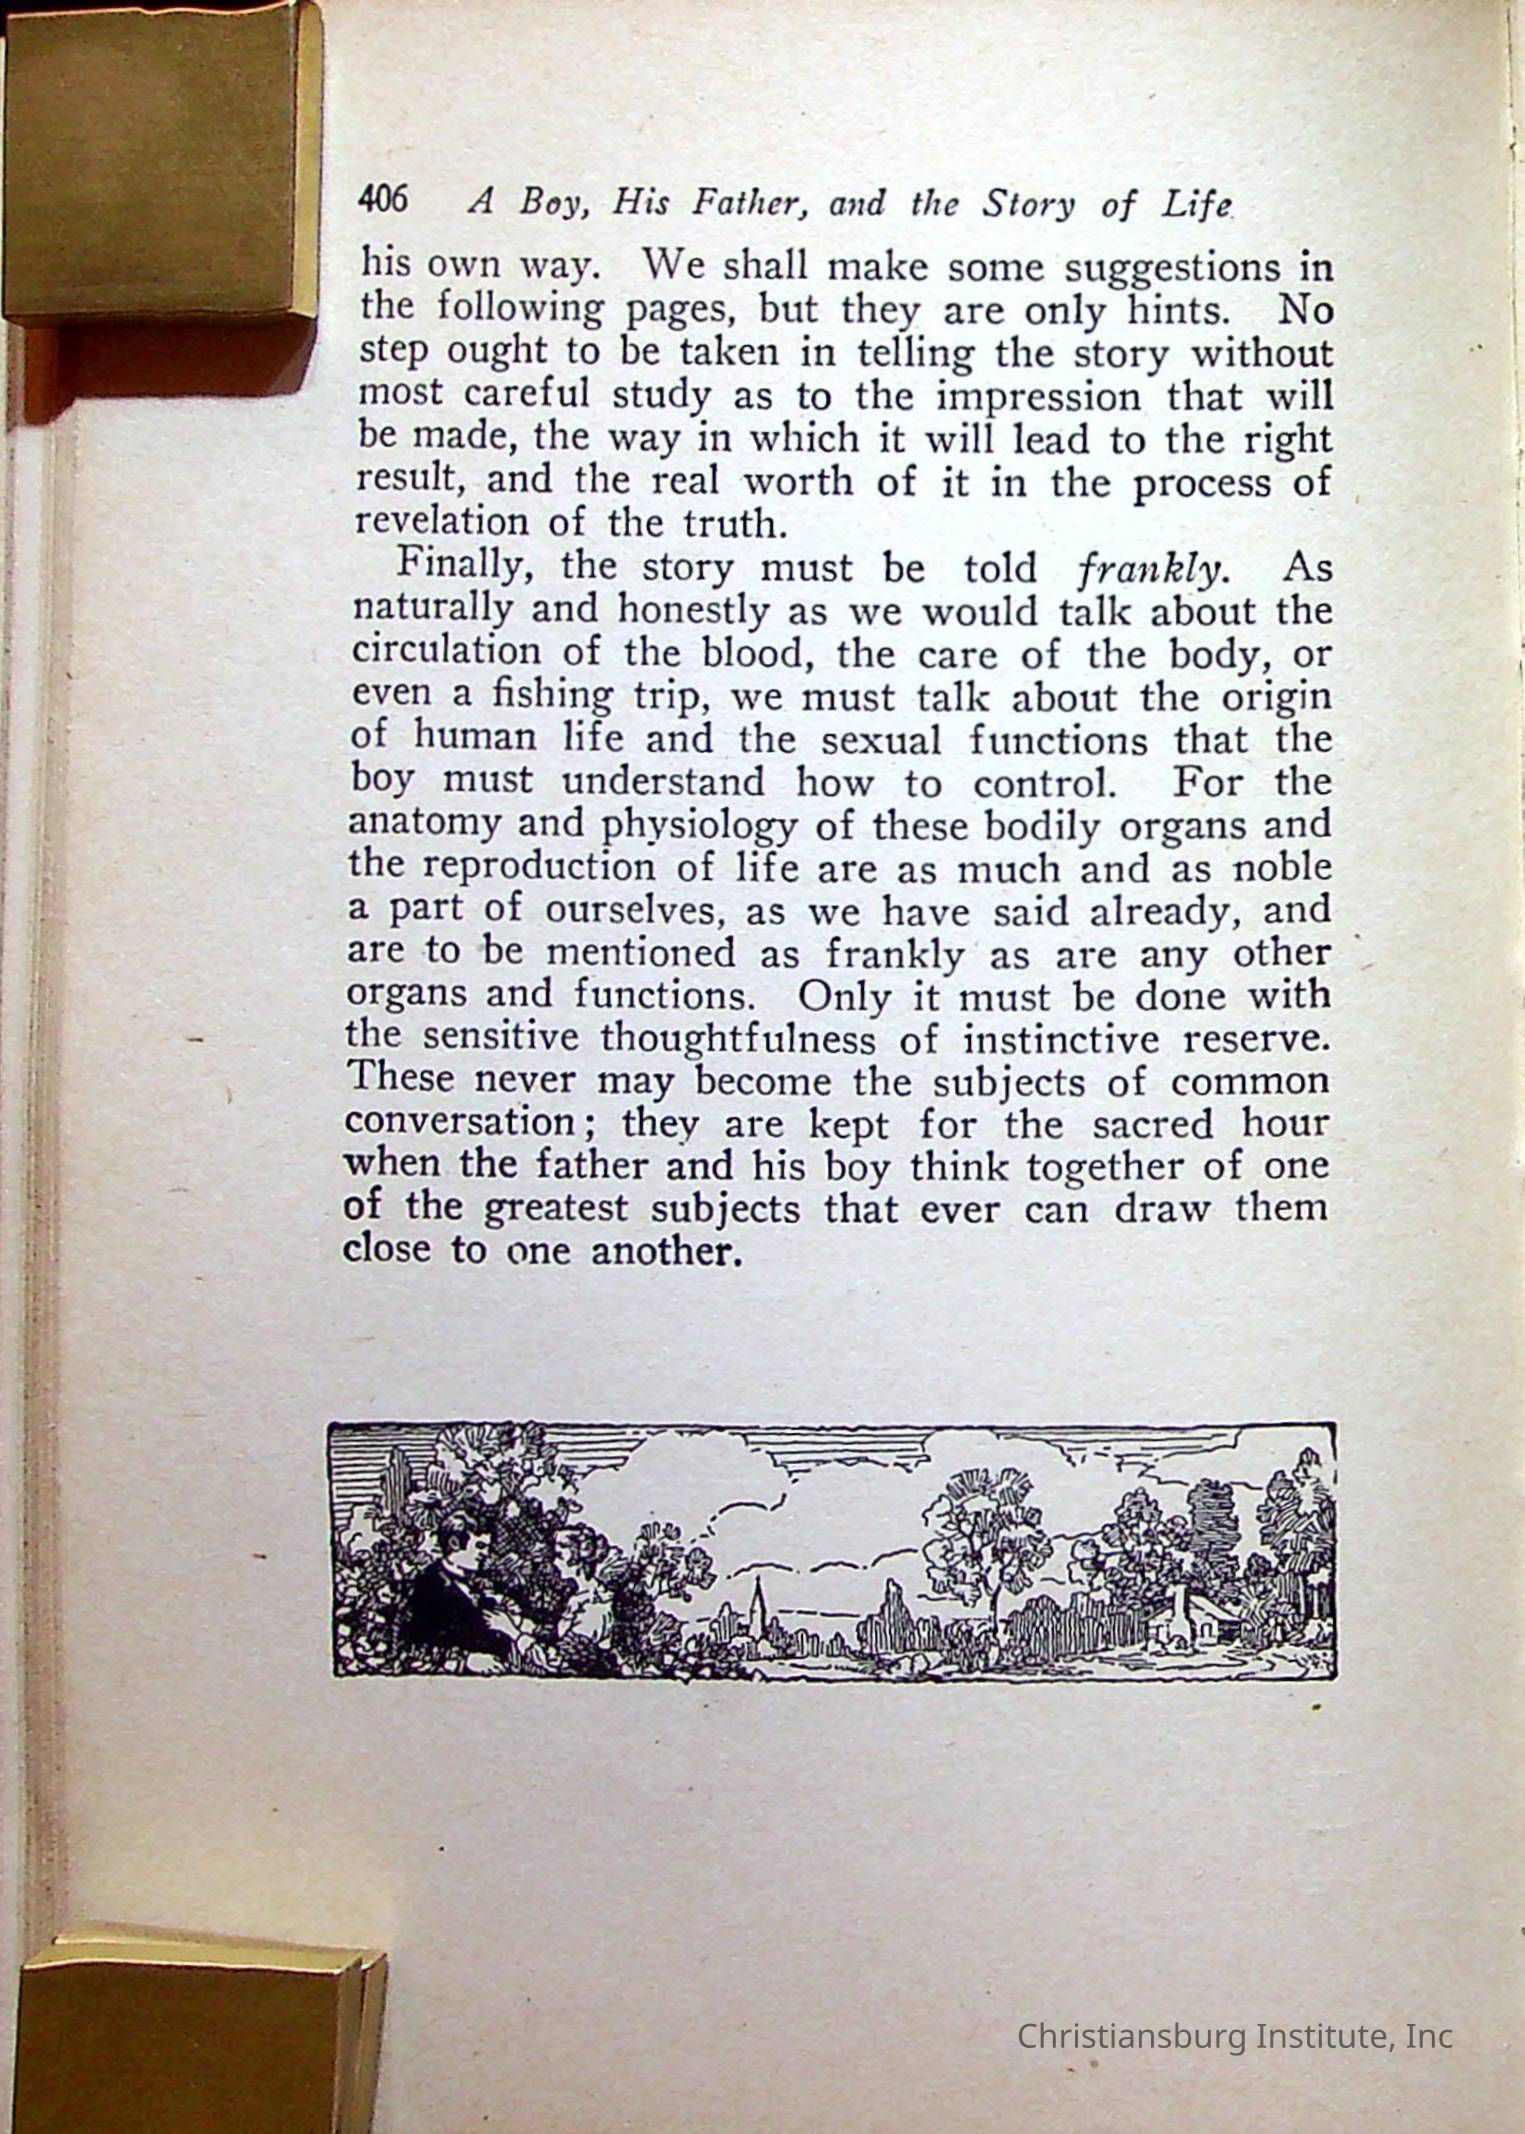 406 A Boy, His Father, and the Story of Life
his own way. We shall make some suggestions in
the following pages, but they are only hints. No
step ought to be taken in telling the story without
most careful study as to the impression that will
be made, the way in which it will lead to the right
result, and the real worth of it in the process of
revelation of the truth.
Finally, the story must be told frankly. As
naturally and honestly as we would talk about the
circulation of the blood, the care of the body, or
even a fishing trip, we must talk about the origin
of human life and the sexual functions that the
boy must understand how to control. For the
anatomy and physiology of these bodily organs and
the reproduction of life are as much and as noble
a part of ourselves, as we have said already, and
are to be mentioned as frankly as are any other
organs and functions. Only it must be done with
the sensitive thoughtfulness of instinctive reserve.
These never may become the subjects of common
conversation; they are kept for the sacred hour
when the father and his boy think together of one
of the greatest subjects that ever can draw them
close to one another.
Christiansburg Institute, Inc